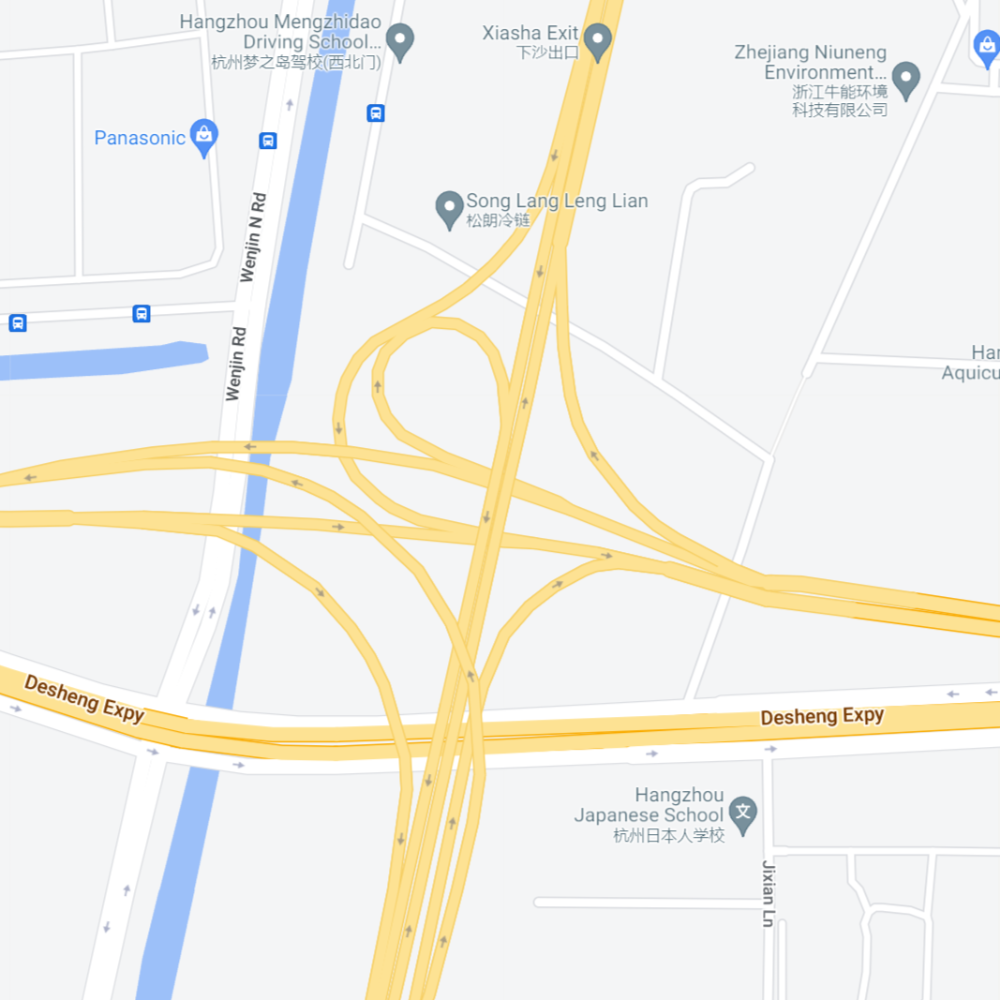 Hangzhou Mengzhidao
Driving School...
杭州梦之岛驾校(西北门)
Xiasha Exit
下沙出口
Zhejiang Niuneng
Environment...
浙江牛能环境
科技有限公司
Panasonic
Song Lang Leng Lian
松朗冷链
Wenjin N Rd
Wenjin Rd
Har
Aquicu
Desheng Expy
Desheng Expy
Hangzhou
Japanese School
杭州日本人学校
文
Jixian Ln